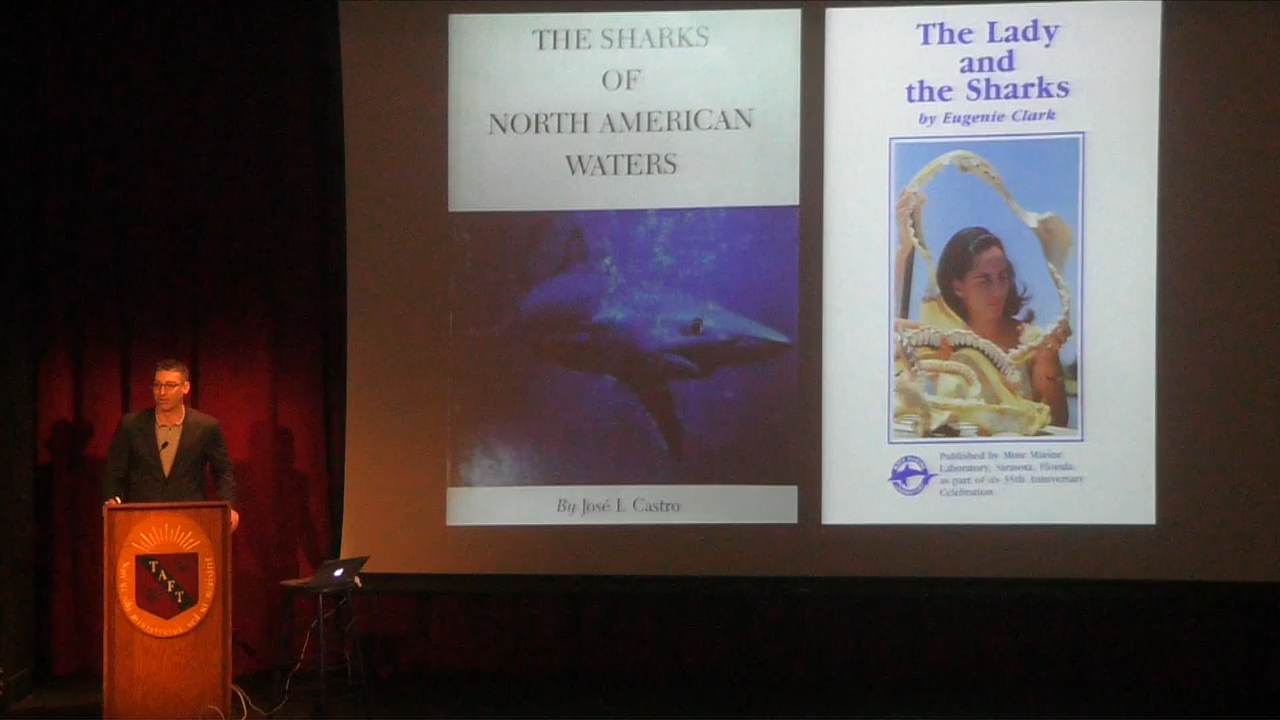 THE SHARKS
OF
NORTH AMERICAN
WATERS
By José I. Castro
The Lady
and
the Sharks
by Eugenie Clark
Published by Mote Marine
Laboratory, Sarasota, Florida,
as part of its 35th Anniversary
Celebration
TAFT